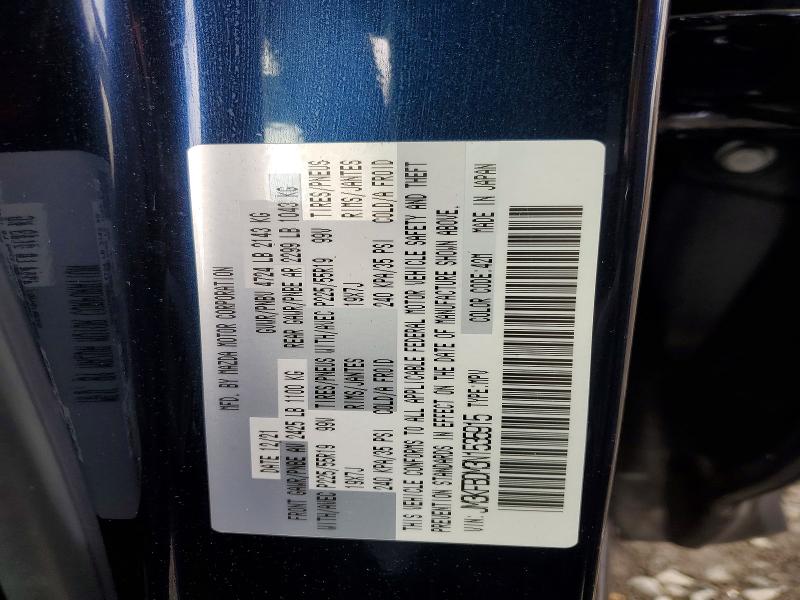 MFD. BY MAZDA MOTOR CORPORATION
DATE 12/21 GVWR/PNBV 4724 LB 2143 KG
FRONT GAWR/PNBE AV 2425 LB 1100 KG REAR GAWR/PNBE AR 2299 LB 1043 KG
WITH/AVEC P225/55R19 99V TIRES/PNEUS WITH/AVEC P225/55R19 99V TIRES/PNEUS
19X7J RIMS/JANTES 19X7J RIMS/JANTES
240 KPA/35 PSI COLD/A FROID 240 KPA/35 PSI COLD/A FROID
THIS VEHICLE CONFORMS TO ALL APPLICABLE FEDERAL MOTOR VEHICLE SAFETY AND THEFT
PREVENTION STANDARDS IN EFFECT ON THE DATE OF MANUFACTURE SHOWN ABOVE.
VIN: TYPE:MPV COLOR CODE:42M MADE IN JAPAN